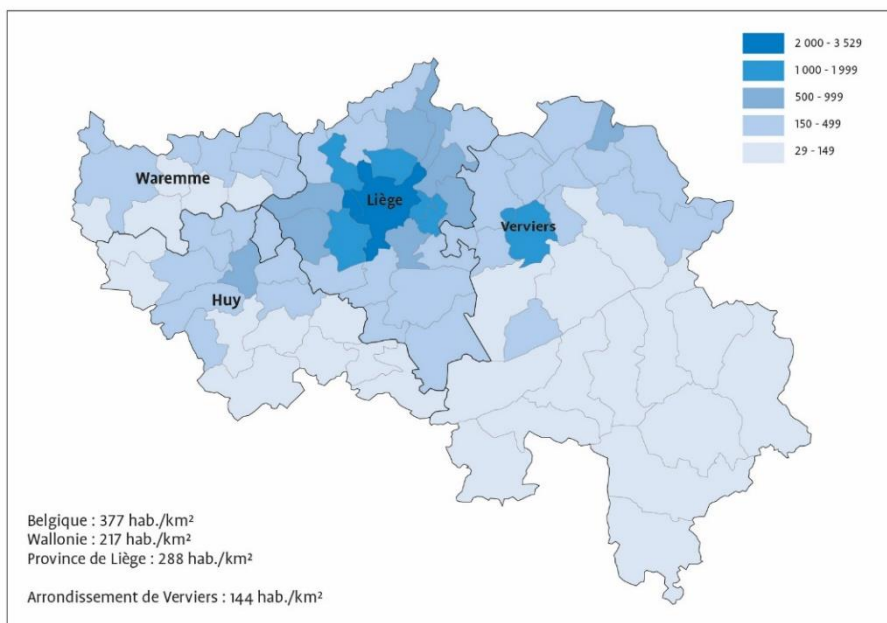 2 000 - 3 529
1 000 - 1 999
500 - 999
150 - 499
29 - 149
Waremme
Liège
Verviers
Huy
Belgique : 377 hab./km²
Wallonie : 217 hab./km²
Province de Liège : 288 hab./km²
Arrondissement de Verviers : 144 hab./km²